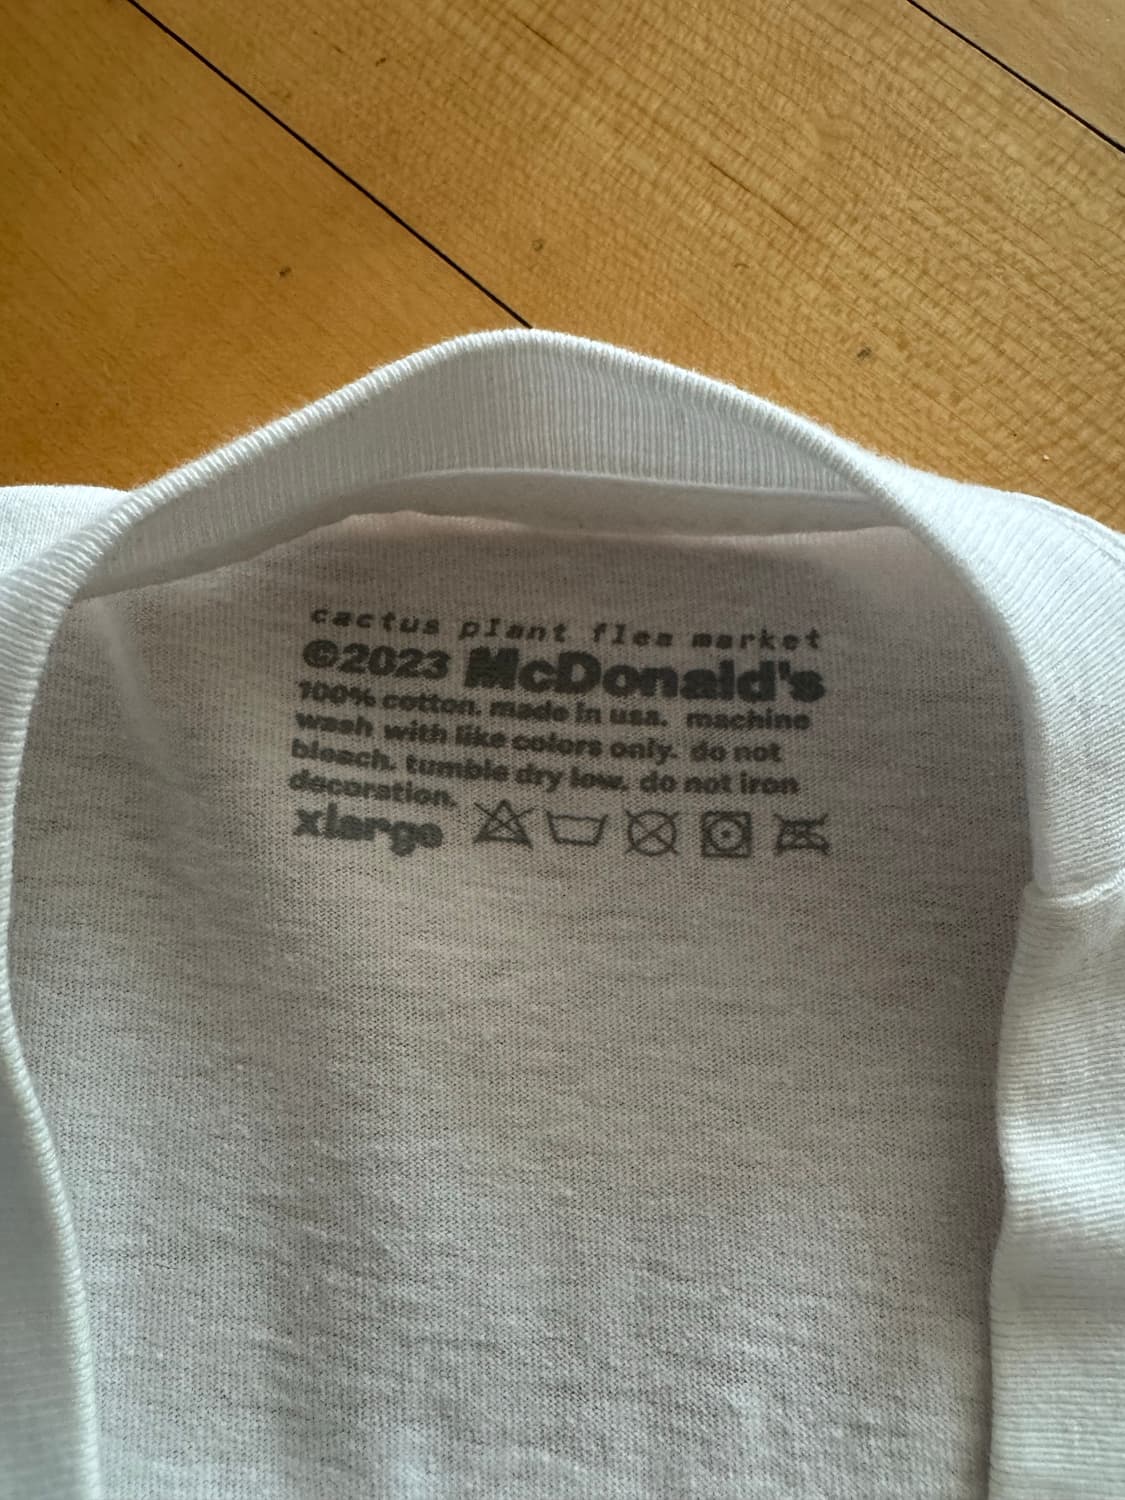 cactus plant flea market
©2023 McDonald's
100% cotton. made in usa. machine
wash with like colors only. do not
bleach. tumble dry low. do not iron
decoration.
xlarge